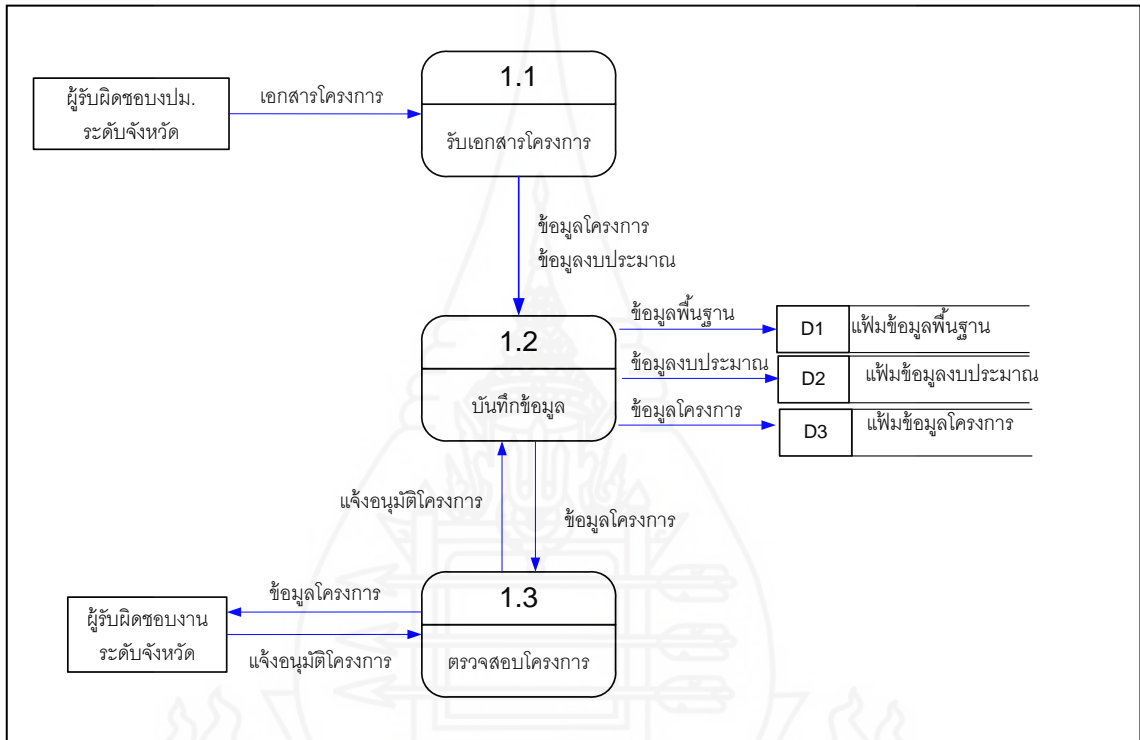 1.1
ผู้รับผิดชอบงปม.
ระดับจังหวัด
เอกสารโครงการ
รับเอกสารโครงการ
ข้อมูลโครงการ
ข้อมูลงบประมาณ
1.2
บันทึกข้อมูล
ข้อมูลพื้นฐาน
D1 แฟ้มข้อมูลพื้นฐาน
ข้อมูลงบประมาณ
D2 แฟ้มข้อมูลงบประมาณ
ข้อมูลโครงการ
D3 แฟ้มข้อมูลโครงการ
แจ้งอนุมัติโครงการ
ข้อมูลโครงการ
1.3
ตรวจสอบโครงการ
ข้อมูลโครงการ
ผู้รับผิดชอบงาน
ระดับจังหวัด
แจ้งอนุมัติโครงการ